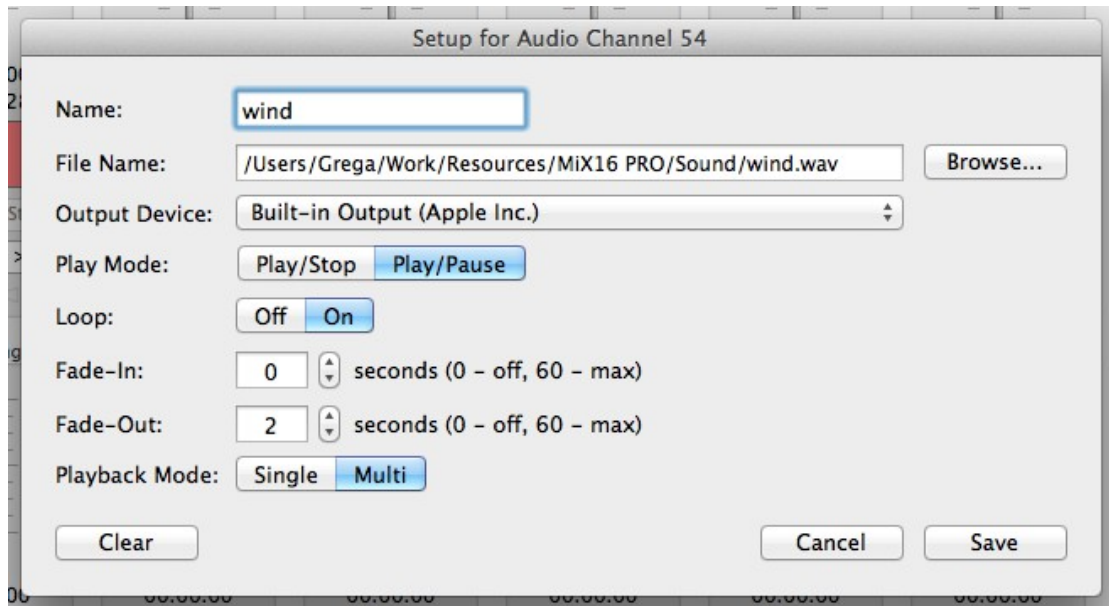 Setup for Audio Channel 54
Name: wind
File Name: /Users/Grega/Work/Resources/MiX16 PRO/Sound/wind.wav Browse...
Output Device: Built-in Output (Apple Inc.)
Play Mode: Play/Stop Play/Pause
Loop: Off On
Fade-In: 0 seconds (0 - off, 60 - max)
Fade-Out: 2 seconds (0 - off, 60 - max)
Playback Mode: Single Multi
Clear Cancel Save